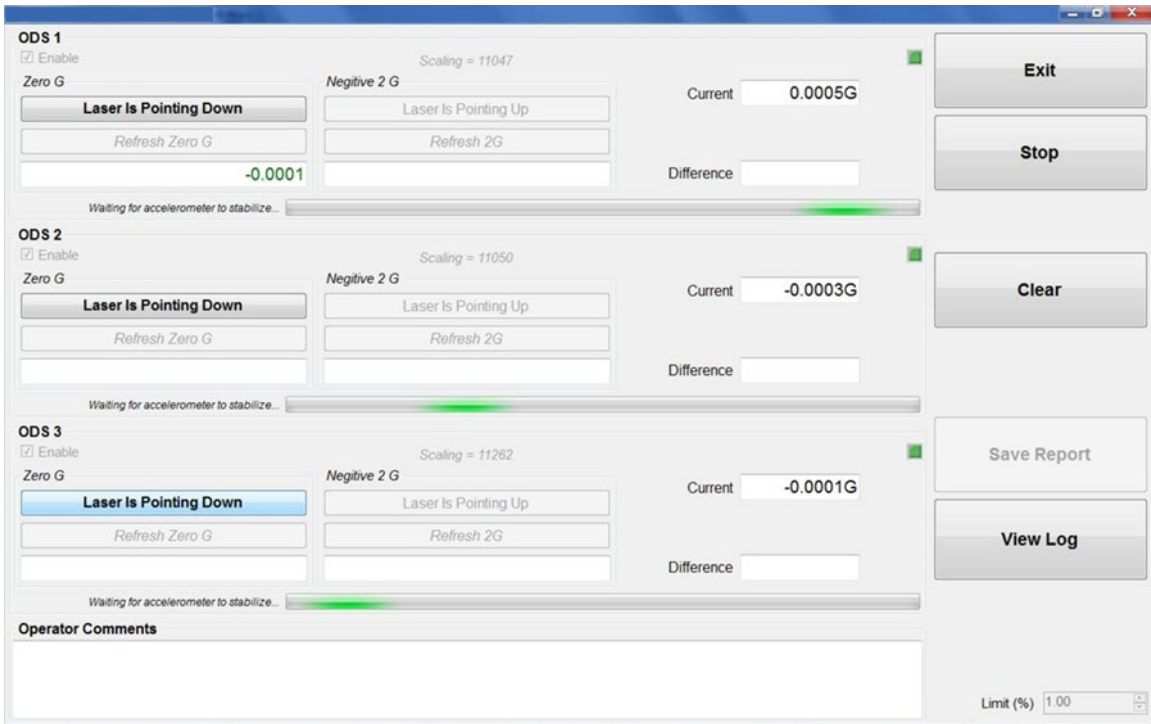 ODS 1
Enable
Scaling = 11047
Zero G
Negitive 2 G
Laser Is Pointing Down
Laser Is Pointing Up
Current 0.0005G
Refresh Zero G
Refresh 2G
-0.0001
Difference
Waiting for accelerometer to stabilize...
ODS 2
Enable
Scaling = 11050
Zero G
Negitive 2 G
Laser Is Pointing Down
Laser Is Pointing Up
Current -0.0003G
Refresh Zero G
Refresh 2G
Difference
Waiting for accelerometer to stabilize...
ODS 3
Enable
Scaling = 11262
Zero G
Negitive 2 G
Laser Is Pointing Down
Laser Is Pointing Up
Current -0.0001G
Refresh Zero G
Refresh 2G
Difference
Waiting for accelerometer to stabilize...
Operator Comments
Exit
Stop
Clear
Save Report
View Log
Limit (%) 1.00